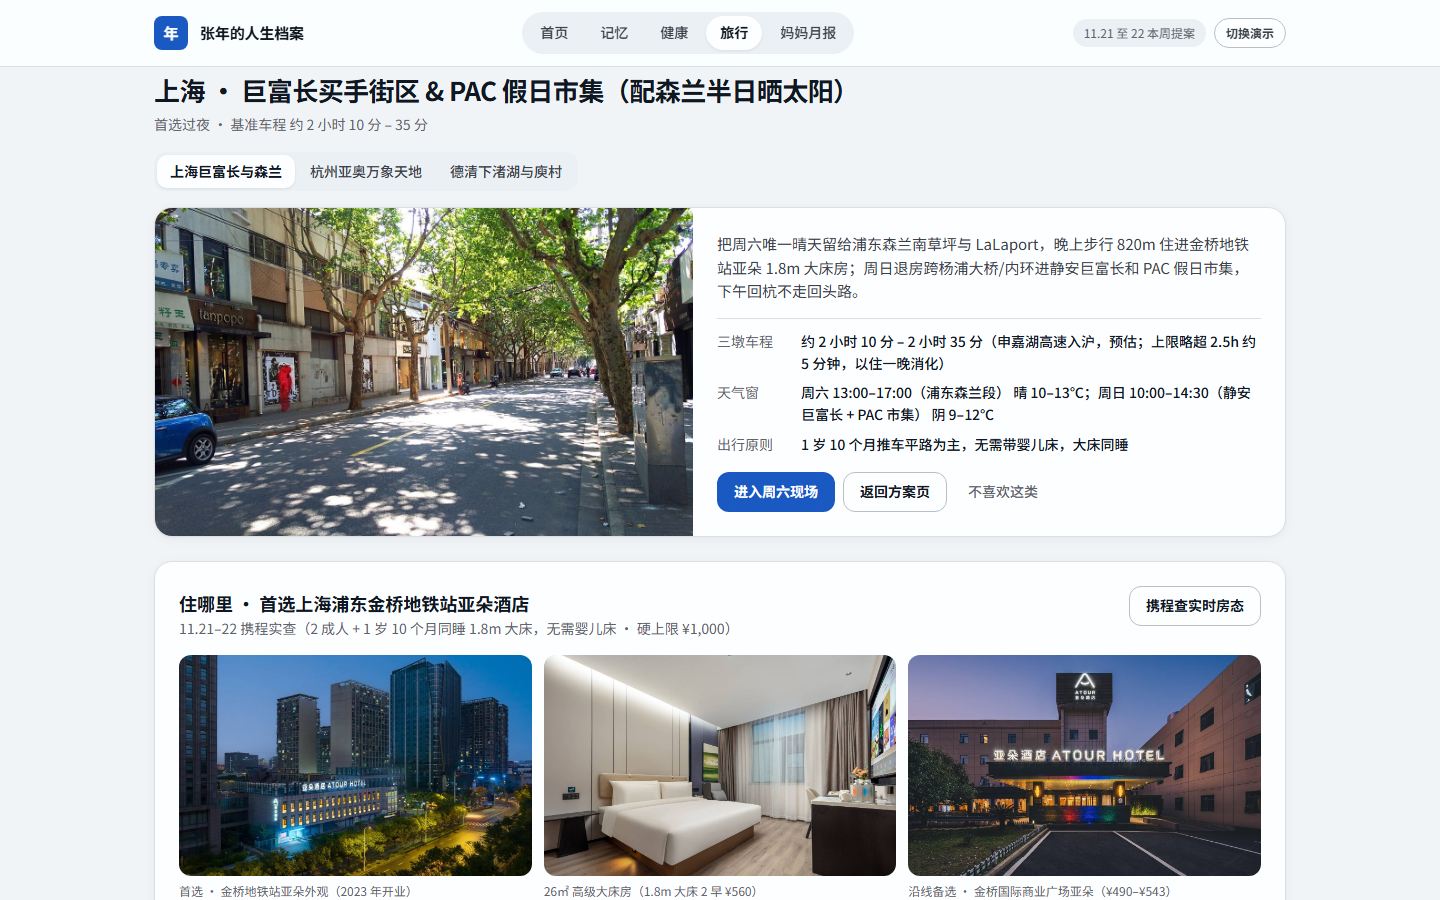 年
张年的人生档案
首页
记忆
健康
旅行
妈妈月报
11.21 至 22 本周提案
切换演示
上海 · 巨富长买手街区 & PAC 假日市集（配森兰半日晒太阳）
首选过夜 · 基准车程 约 2 小时 10 分 – 35 分
上海巨富长与森兰
杭州亚奥万象天地
德清下渚湖与庾村
tanpopo
把周六唯一晴天留给浦东森兰南草坪与 LaLaport，晚上步行 820m 住进金桥地铁
站亚朵 1.8m 大床房；周日退房跨杨浦大桥/内环进静安巨富长和 PAC 假日市集，
下午回杭不走回头路。
三墩车程
约 2 小时 10 分 – 2 小时 35 分（申嘉湖高速入沪，预估；上限略超 2.5h 约
5 分钟，以住一晚消化）
天气窗
周六 13:00–17:00（浦东森兰段） 晴 10–13°C；周日 10:00–14:30（静安
巨富长 + PAC 市集） 阴 9–12°C
出行原则
1 岁 10 个月推车平路为主，无需带婴儿床，大床同睡
进入周六现场
返回方案页
不喜欢这类
住哪里 · 首选上海浦东金桥地铁站亚朵酒店
11.21–22 携程实查（2 成人 + 1 岁 10 个月同睡 1.8m 大床，无需婴儿床 · 硬上限 ¥1,000）
携程查实时房态
亚朵酒店 ATOUR HOTEL
ATOUR
亚朵酒店
亚朵酒店 ATOUR HOTEL
首选 · 金桥地铁站亚朵外观（2023 年开业）
26㎡ 高级大床房（1.8m 大床 2 早 ¥560）
沿线备选 · 金桥国际商业广场亚朵（¥490–¥543）